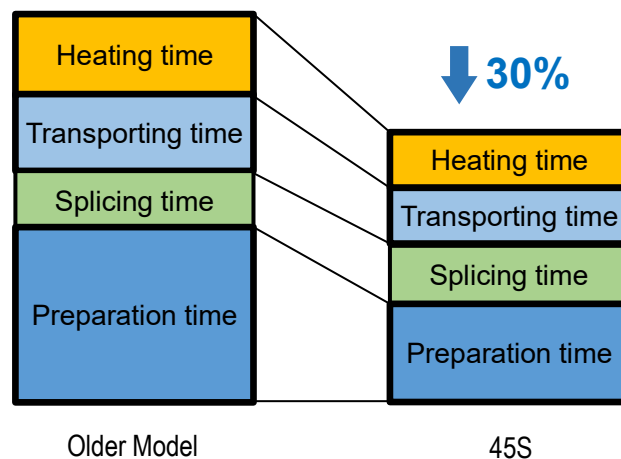 Heating time
Transporting time
Splicing time
Preparation time
Older Model
30%
Heating time
Transporting time
Splicing time
Preparation time
45S